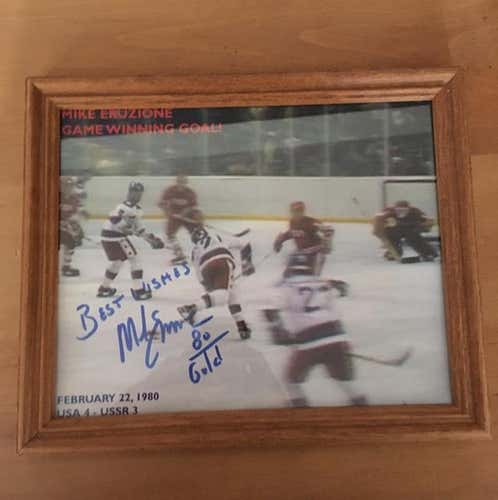 MIKE ERUZIONE
GAME WINNING GOAL!
BEST WISHES
80
Gold
FEBRUARY 22, 1980
USA 4 - USSR 3